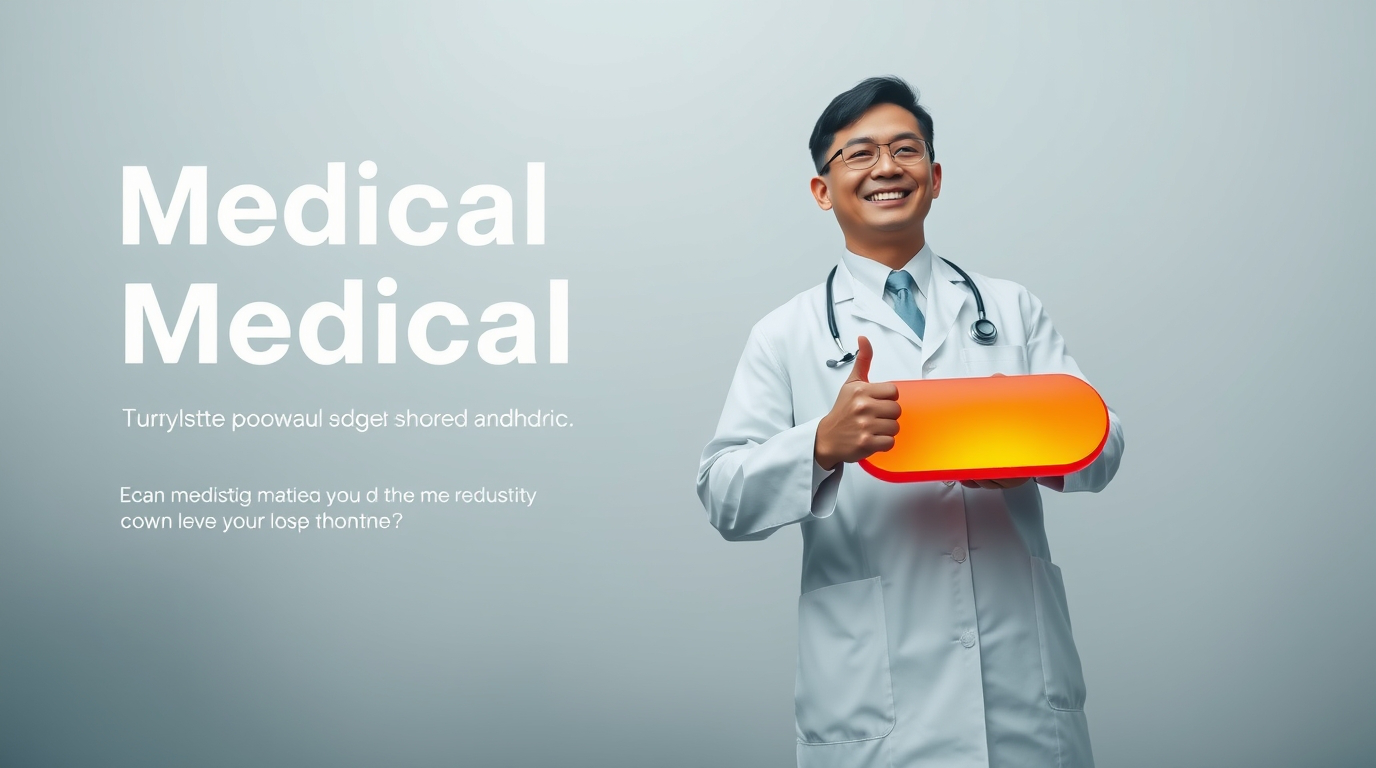 Medical
Medical
Turrylstte poowaul sdget shored andhdric.
Ecan medistig matiea you d the me redustity
cown leve your losp thontne?